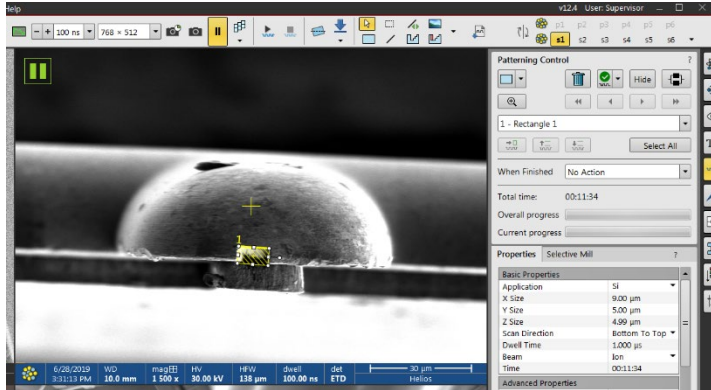 Help
v12.4 User: Supervisor
100 ns
768 × 512
p1 p2 p3 p4 p5 p6
s1 s2 s3 s4 s5 s6
Patterning Control ?
Hide
1 - Rectangle 1
Select All
When Finished No Action
Total time: 00:11:34
Overall progress
Current progress
Properties Selective Mill ?
Basic Properties
Application Si
X Size 9.00 µm
Y Size 5.00 µm
Z Size 4.99 µm
Scan Direction Bottom To Top
Dwell Time 1.000 µs
Beam Ion
Time 00:11:34
Advanced Properties
1
6/28/2019 WD mag HV HFW dwell det 30 µm
3:31:13 PM 10.0 mm 1 500 x 30.00 kV 138 µm 100.00 ns ETD Helios